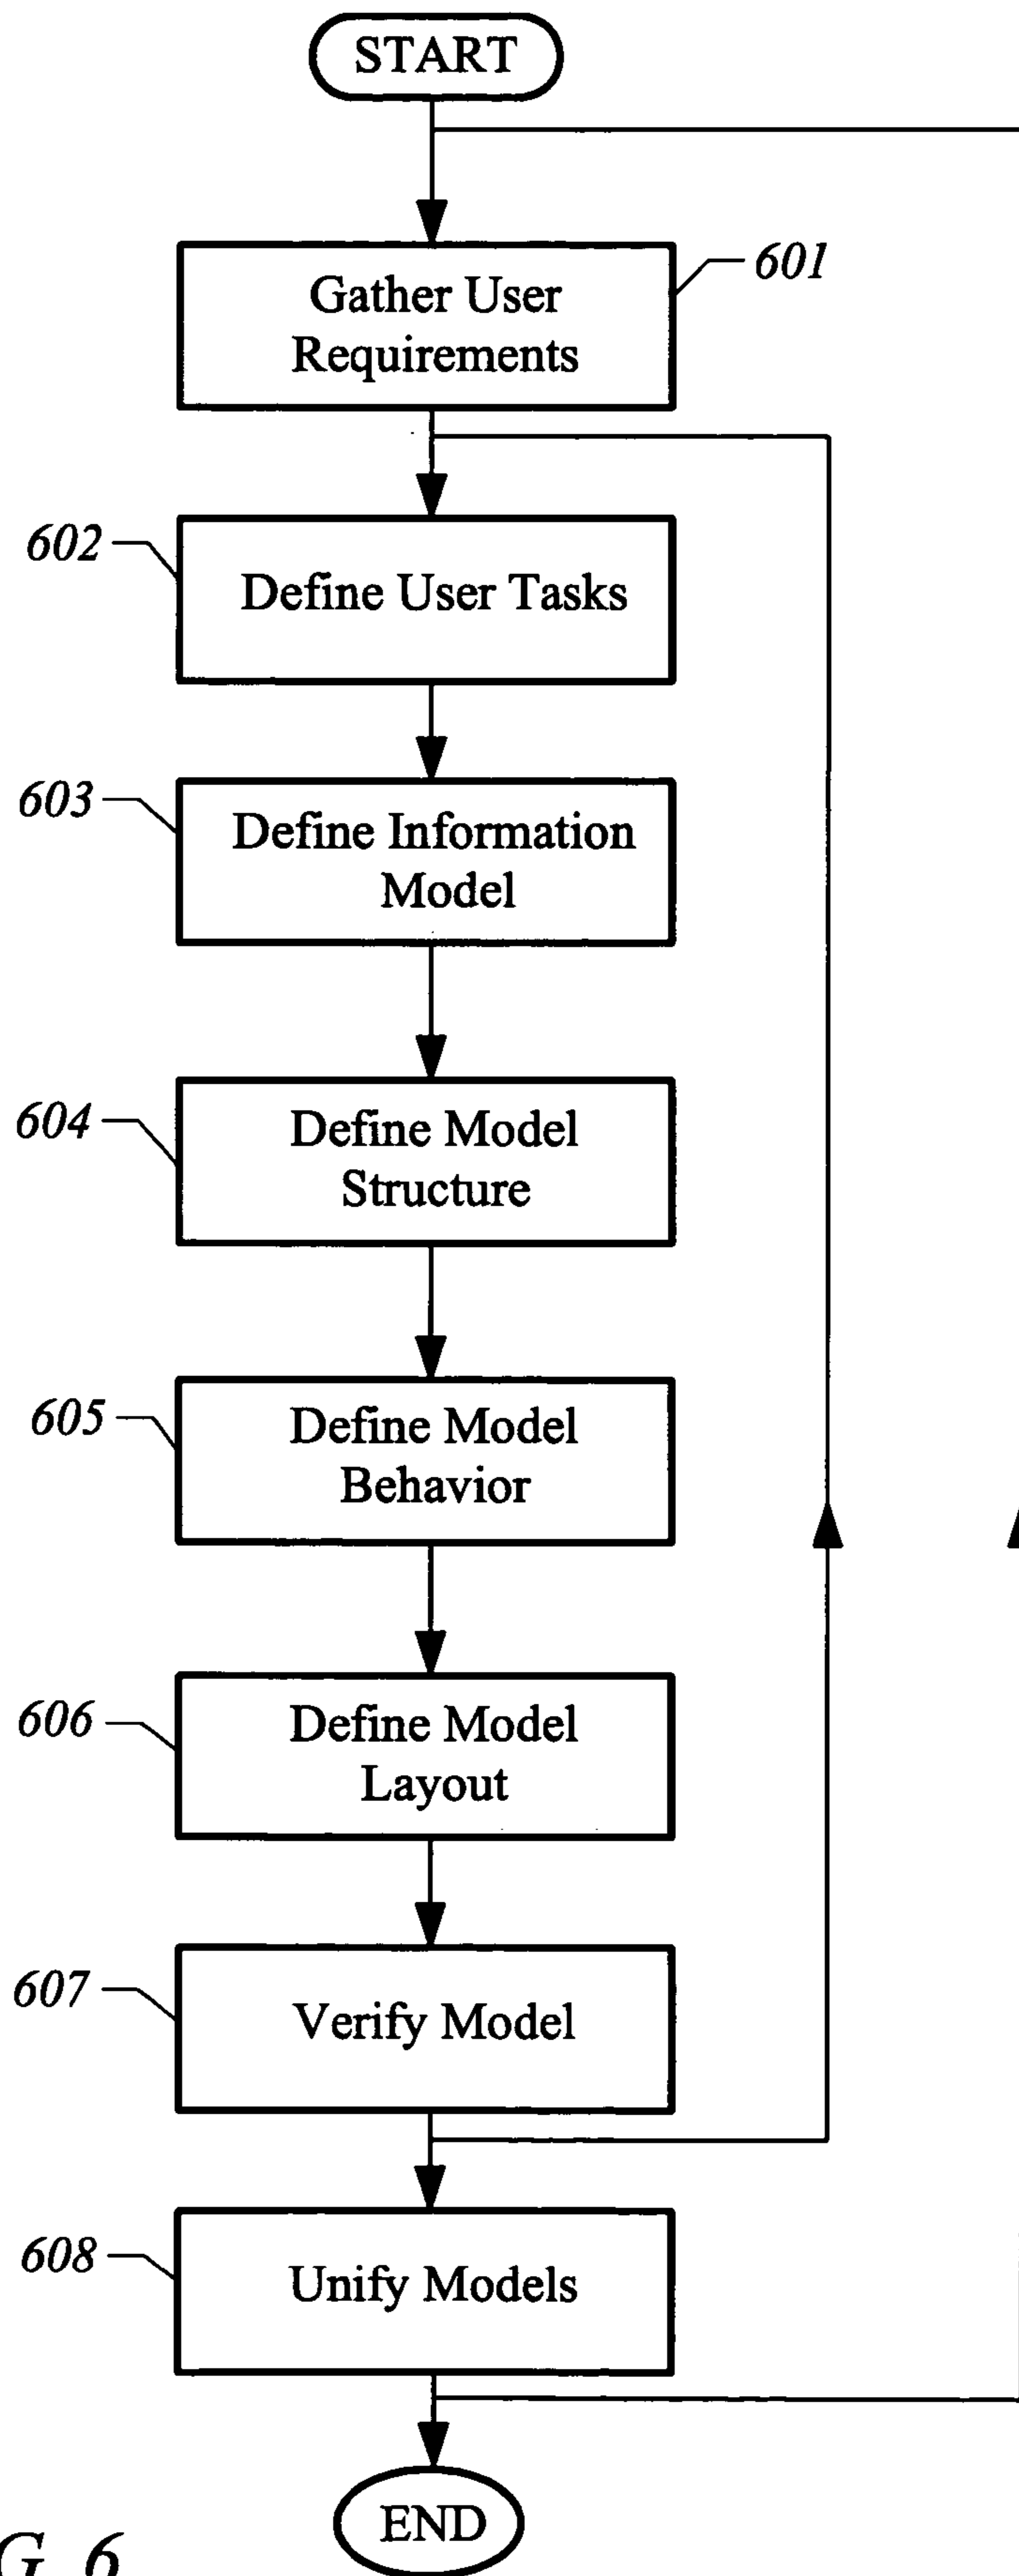 START
601
Gather User
Requirements
602
Define User Tasks
603
Define Information
Model
604
Define Model
Structure
605
Define Model
Behavior
606
Define Model
Layout
607
Verify Model
608
Unify Models
END
G. 6